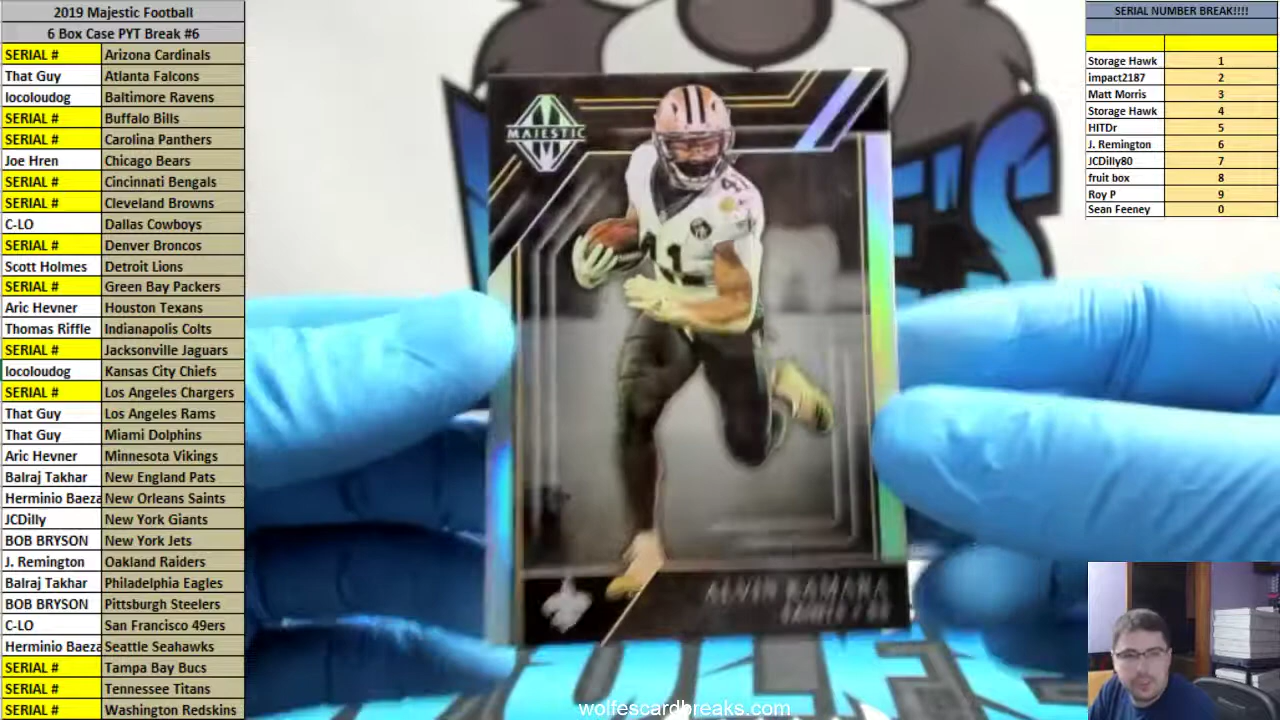 2019 Majestic Football
6 Box Case PYT Break #6
SERIAL # Arizona Cardinals
That Guy Atlanta Falcons
locoloudog Baltimore Ravens
SERIAL # Buffalo Bills
SERIAL # Carolina Panthers
Joe Hren Chicago Bears
SERIAL # Cincinnati Bengals
SERIAL # Cleveland Browns
C-LO Dallas Cowboys
SERIAL # Denver Broncos
Scott Holmes Detroit Lions
SERIAL # Green Bay Packers
Aric Hevner Houston Texans
Thomas Riffle Indianapolis Colts
SERIAL # Jacksonville Jaguars
locoloudog Kansas City Chiefs
SERIAL # Los Angeles Chargers
That Guy Los Angeles Rams
That Guy Miami Dolphins
Aric Hevner Minnesota Vikings
Balraj Takhar New England Pats
Herminio Baeza New Orleans Saints
JCDilly New York Giants
BOB BRYSON New York Jets
J. Remington Oakland Raiders
Balraj Takhar Philadelphia Eagles
BOB BRYSON Pittsburgh Steelers
C-LO San Francisco 49ers
Herminio Baeza Seattle Seahawks
SERIAL # Tampa Bay Bucs
SERIAL # Tennessee Titans
SERIAL # Washington Redskins
MAJESTIC
41
41
ALVIN KAMARA
wolfescardbreaks.com
SERIAL NUMBER BREAK!!!!
Storage Hawk 1
impact2187 2
Matt Morris 3
Storage Hawk 4
HITDr 5
J. Remington 6
JCDilly80 7
fruit box 8
Roy P 9
Sean Feeney 0